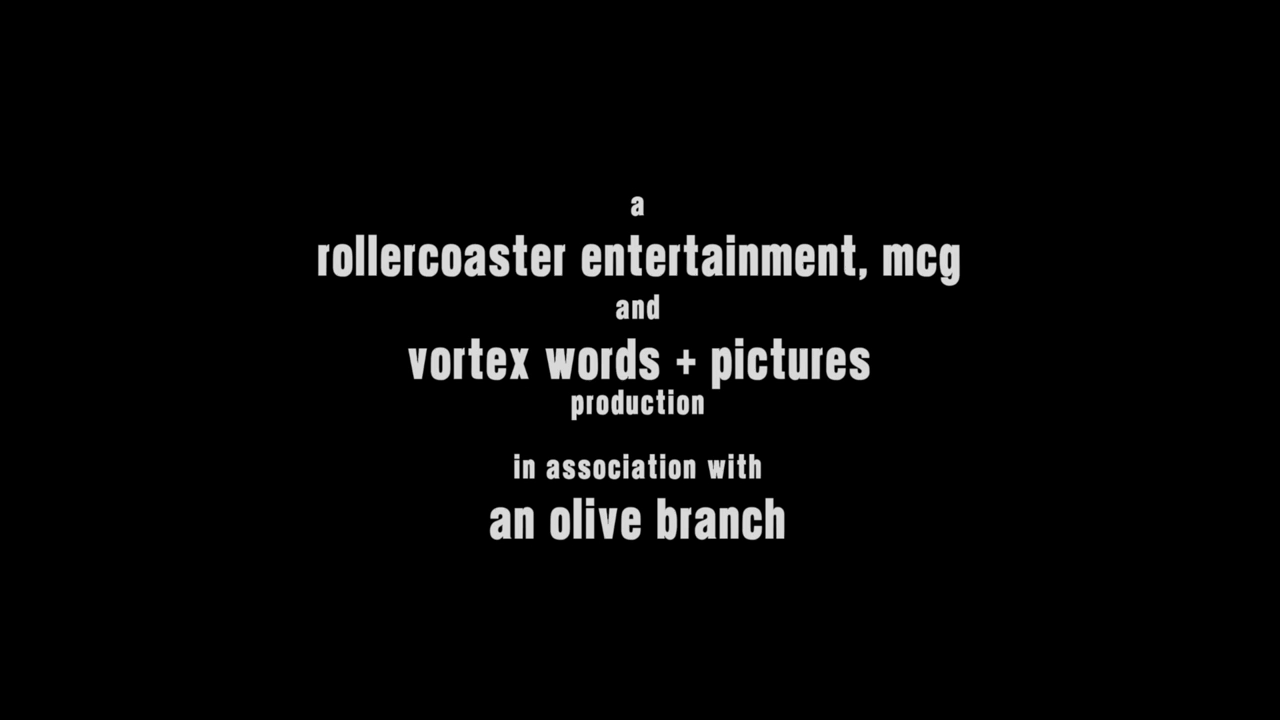 a
rollercoaster entertainment, mcg
and
vortex words + pictures
production
in association with
an olive branch